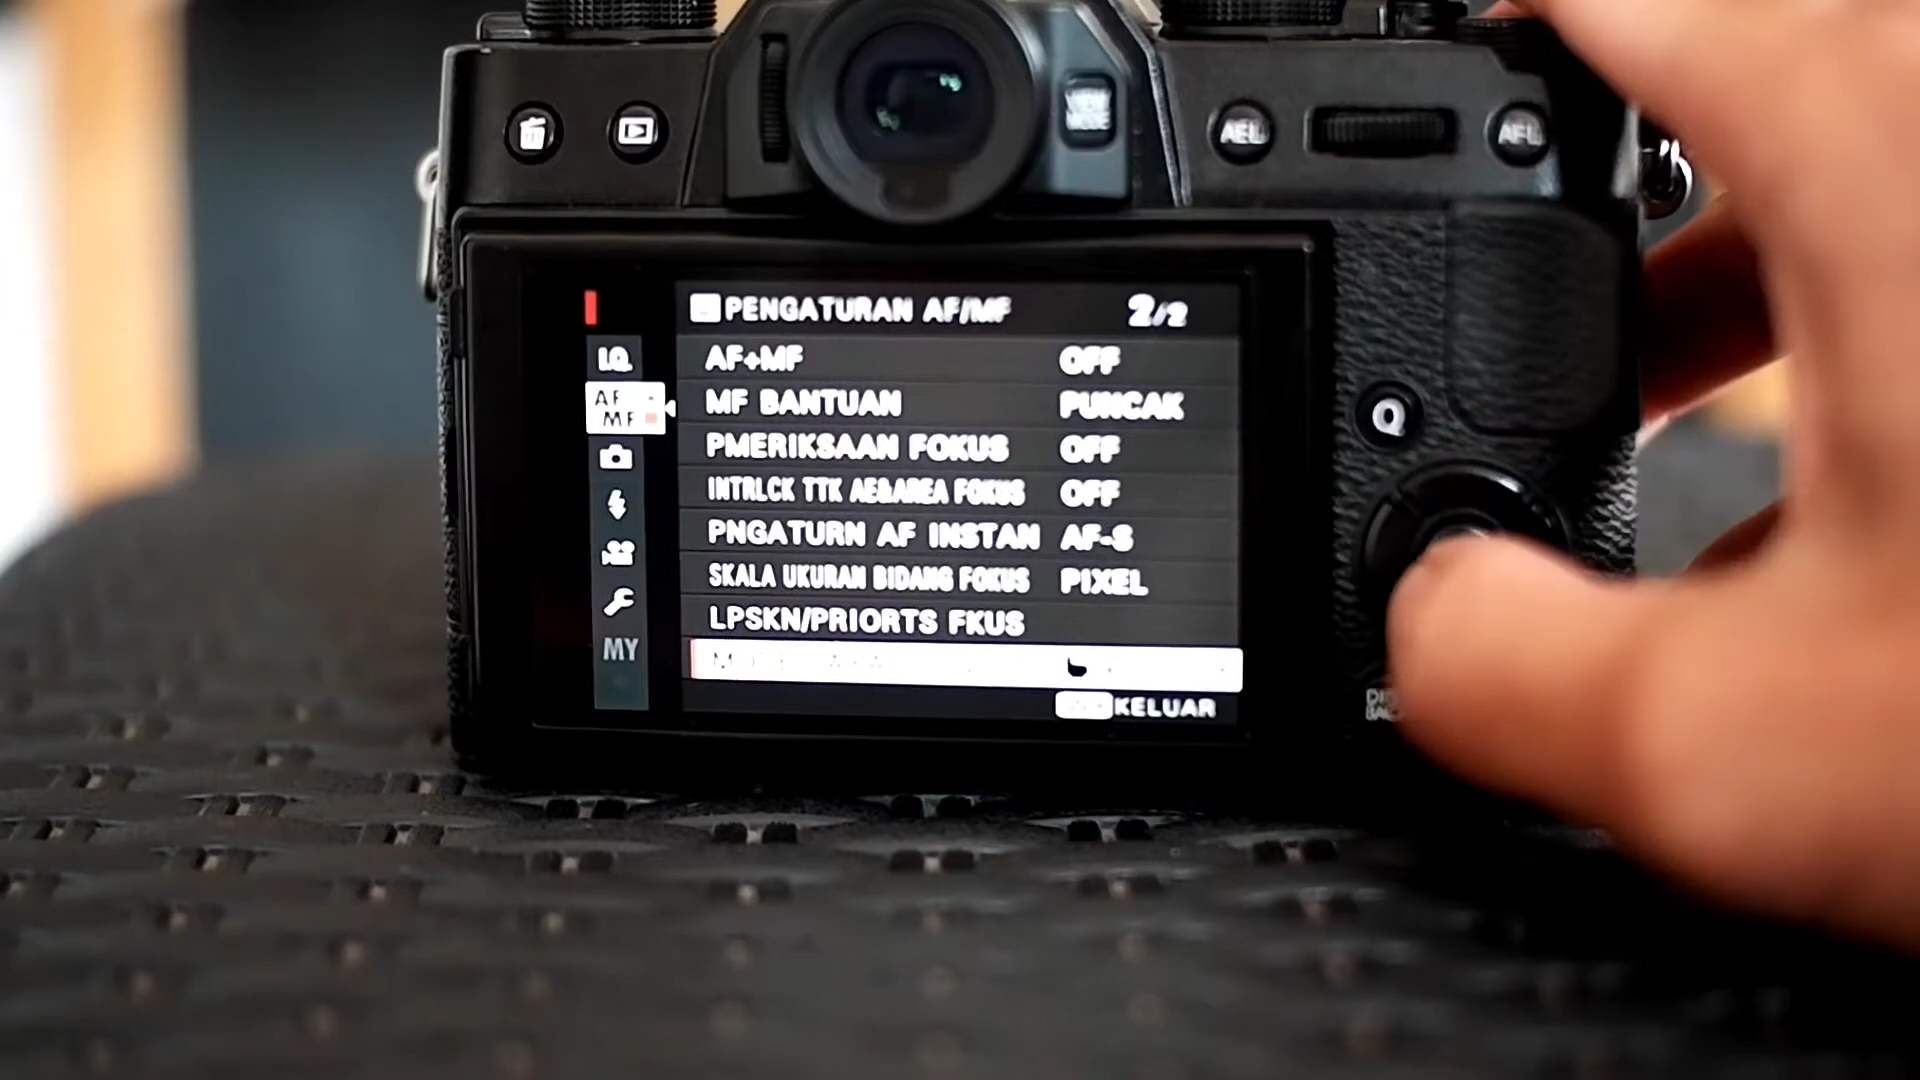 VIEW
MODE
AEL
AFL
PENGATURAN AF/MF 2/2
I.Q.
AF+MF OFF
AF
MF
MF BANTUAN PUNCAK
PMERIKSAAN FOKUS OFF
INTRLCK TTK AE&AREA FOKUS OFF
PNGATURN AF INSTAN AF-S
SKALA UKURAN BIDANG FOKUS PIXEL
LPSKN/PRIORTS FKUS
MY
KELUAR
Q